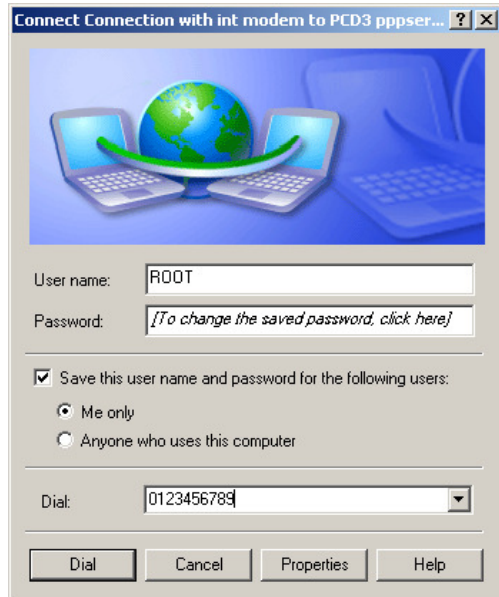 Connect Connection with int modem to PCD3 pppser...
User name: ROOT
Password: [To change the saved password, click here]
Save this user name and password for the following users:
Me only
Anyone who uses this computer
Dial: 0123456789
Dial Cancel Properties Help